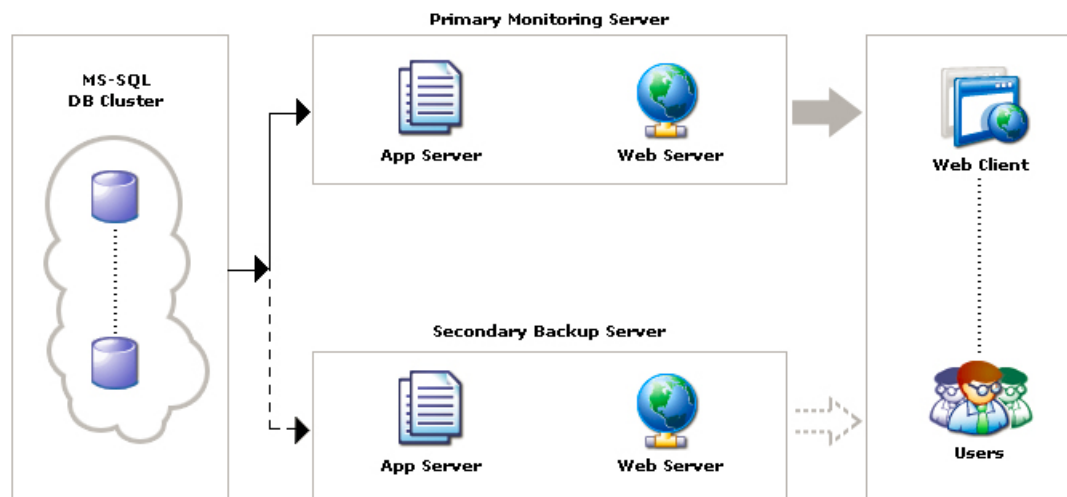 Primary Monitoring Server
MS-SQL
DB Cluster
App Server
Web Server
Web Client
Secondary Backup Server
App Server
Web Server
Users